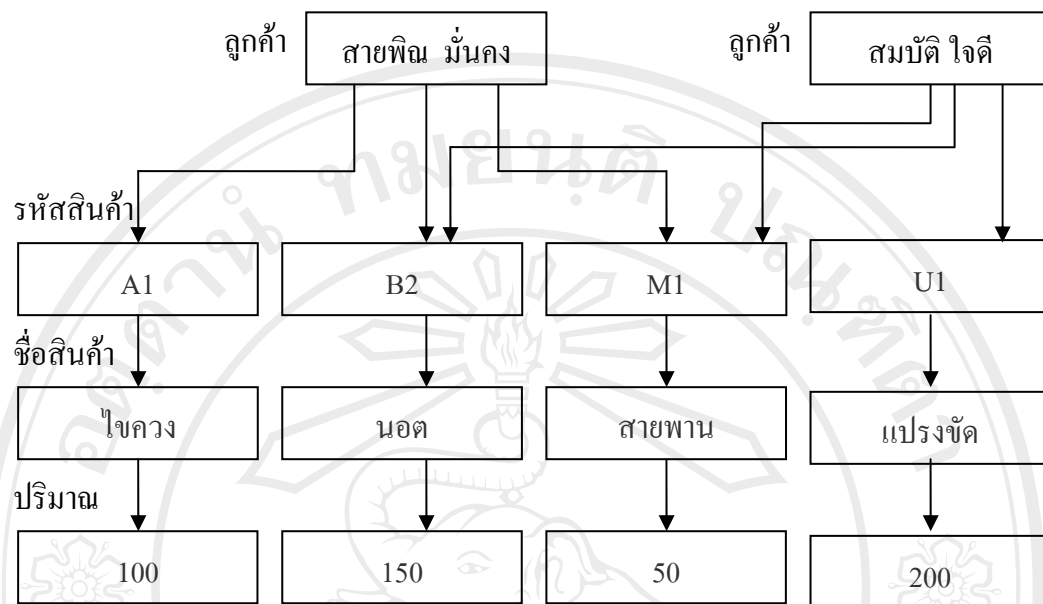 ลูกค้า สายพิณ มั่นคง ลูกค้า สมบัติ ใจดี
รหัสสินค้า
A1 B2 M1 U1
ชื่อสินค้า
ไขควง นอต สายพาน แปรงขัด
ปริมาณ
100 150 50 200